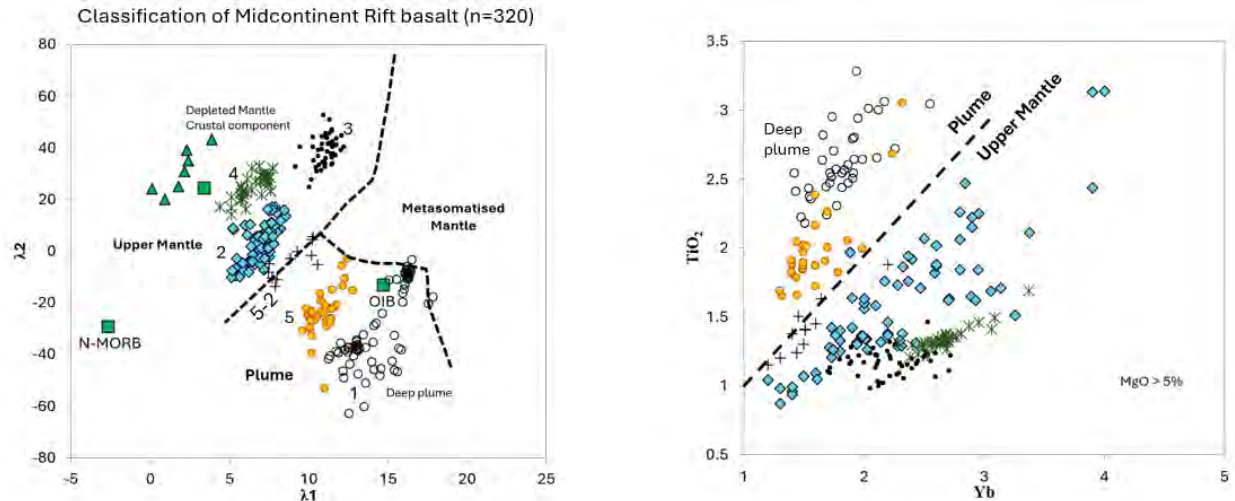 Classification of Midcontinent Rift basalt (n=320)
80
60
40
20
0
-20
-40
-60
-80
λ2
-5
0
5
10
15
20
25
λ1
Depleted Mantle
Crustal component
3
4
Metasomatised
Mantle
Upper Mantle
2
5-2
5
OIB
N-MORB
Plume
1
Deep plume
3.5
3
2.5
2
1.5
1
0.5
TiO2
1
2
3
4
5
Yb
Deep
plume
Plume
Upper Mantle
MgO > 5%